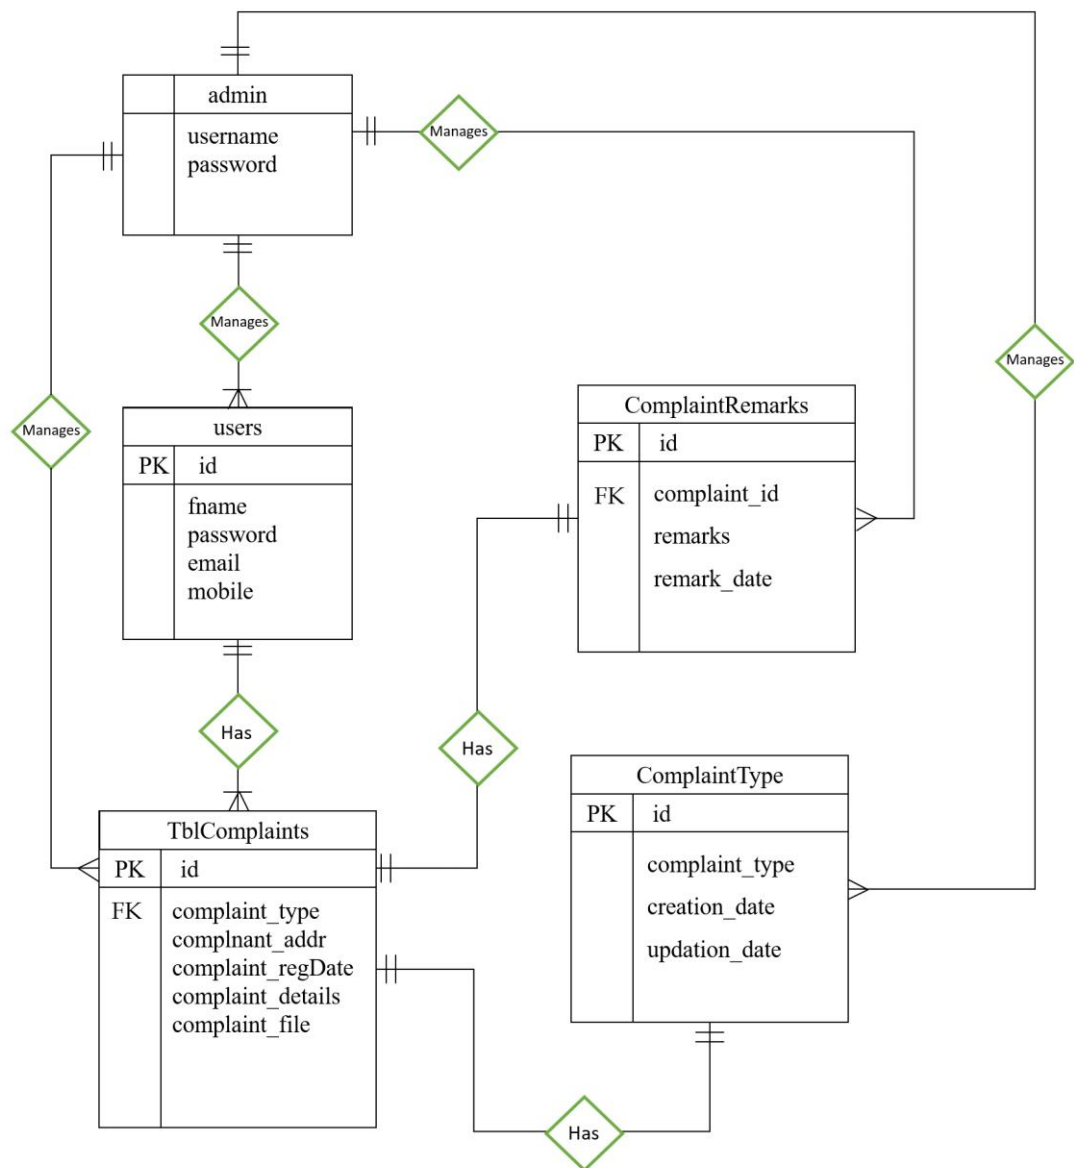 admin
username
password
Manages
Manages
Manages
Manages
users
PK id
fname
password
email
mobile
ComplaintRemarks
PK id
FK complaint_id
remarks
remark_date
Has
Has
TblComplaints
PK id
FK complaint_type
complnant_addr
complaint_regDate
complaint_details
complaint_file
ComplaintType
PK id
complaint_type
creation_date
updation_date
Has